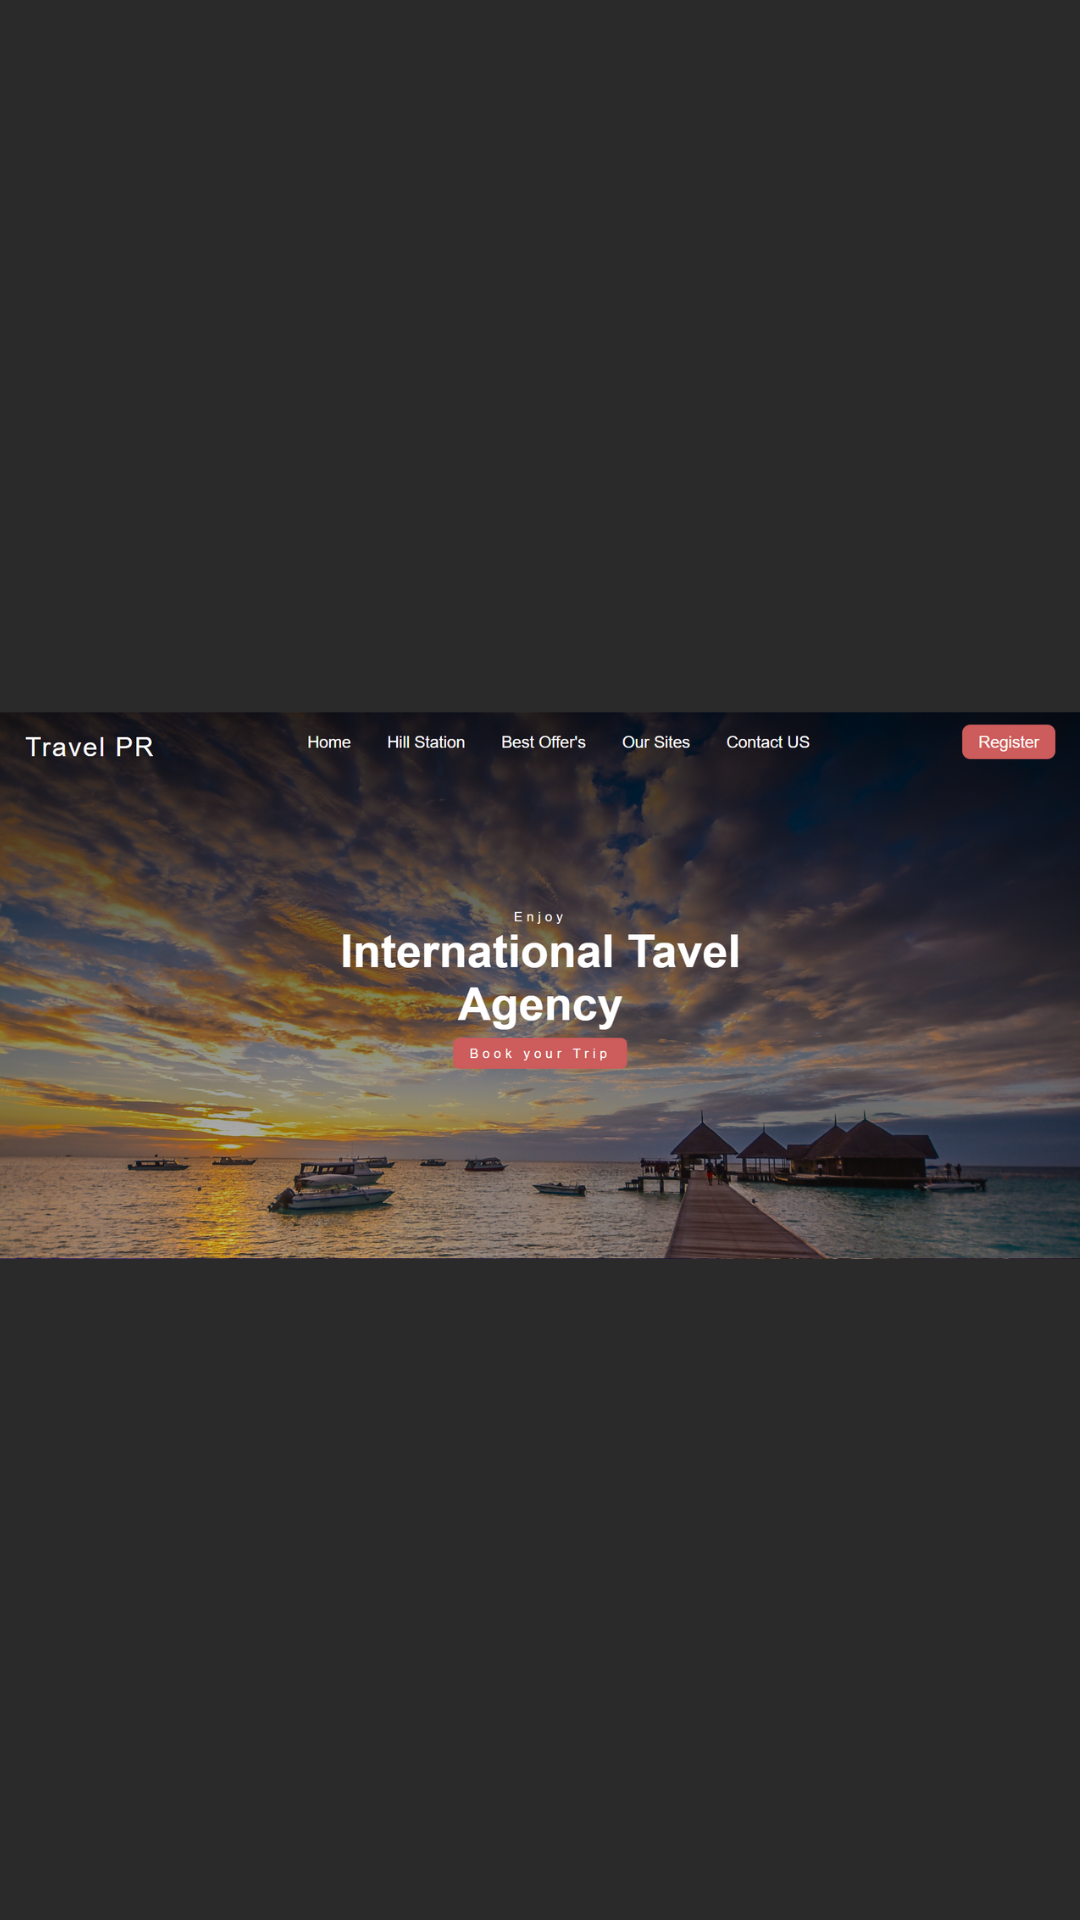 Travel PR
Home Hill Station Best Offer's Our Sites Contact US
Register
Enjoy
International Tavel
Agency
Book your Trip